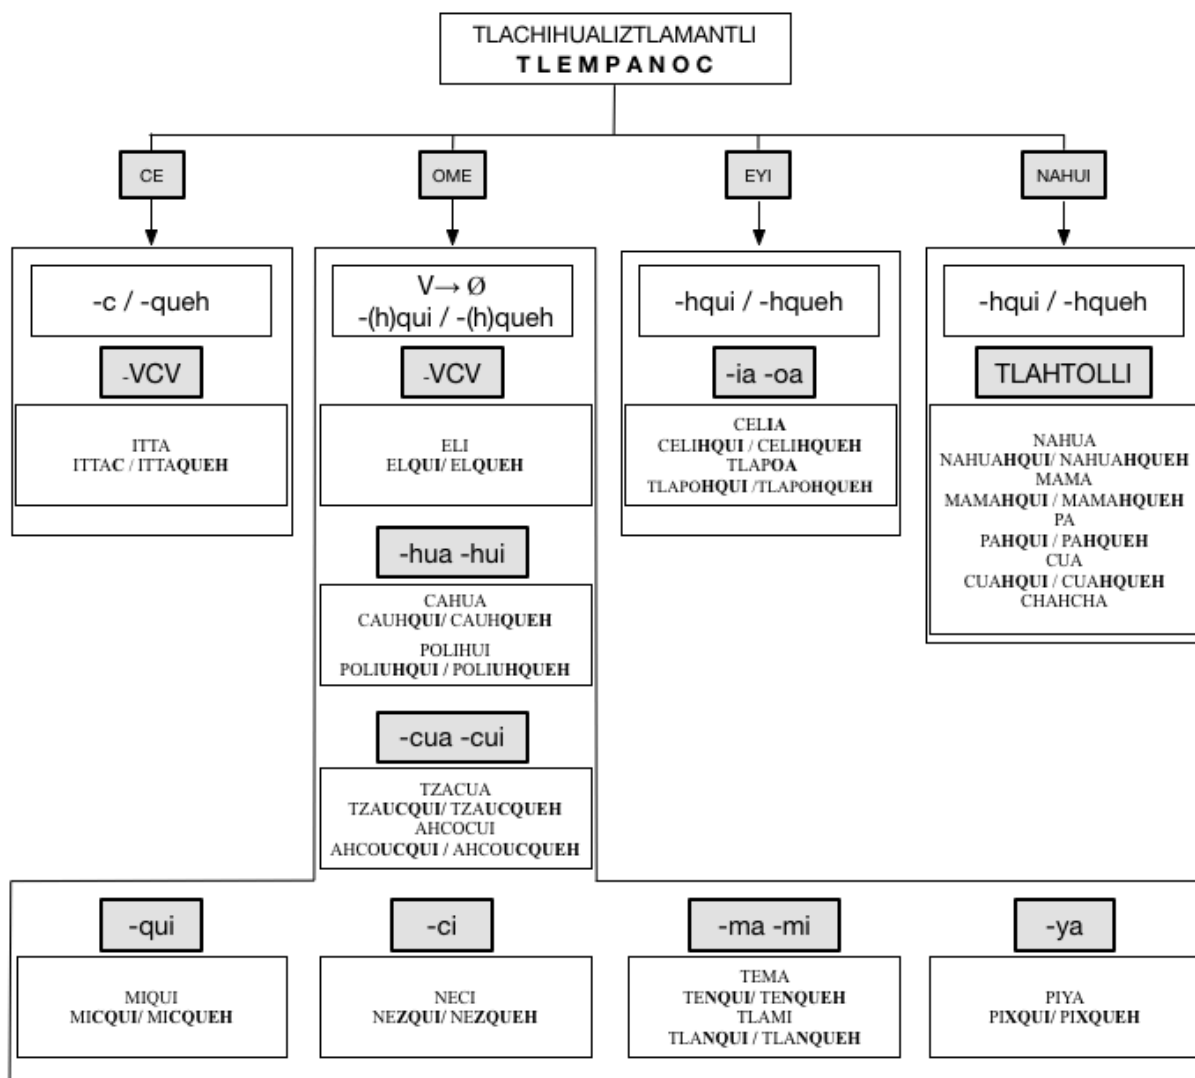 TLACHIHUALIZTLAMANTLI
TLEMPANOC
CE
OME
EYI
NAHUI
-c / -queh
-VCV
ITTA
ITTAC / ITTAQUEH
V→ Ø
-(h)qui / -(h)queh
-VCV
ELI
ELQUI/ ELQUEH
-hua -hui
CAHUA
CAUHQUI/ CAUHQUEH
POLIHUI
POLIUHQUI / POLIUHQUEH
-cua -cui
TZACUA
TZAUCQUI/ TZAUCQUEH
AHCOCUI
AHCOUCQUI / AHCOUCQUEH
-hqui / -hqueh
-ia -oa
CELIA
CELIHQUI / CELIHQUEH
TLAPOA
TLAPOHQUI /TLAPOHQUEH
-hqui / -hqueh
TLAHTOLLI
NAHUA
NAHUAHQUI/ NAHUAHQUEH
MAMA
MAMAHQUI / MAMAHQUEH
PA
PAHQUI / PAHQUEH
CUA
CUAHQUI / CUAHQUEH
CHAHCHA
-qui
MIQUI
MICQUI/ MICQUEH
-ci
NECI
NEZQUI/ NEZQUEH
-ma -mi
TEMA
TENQUI/ TENQUEH
TLAMI
TLANQUI / TLANQUEH
-ya
PIYA
PIXQUI/ PIXQUEH